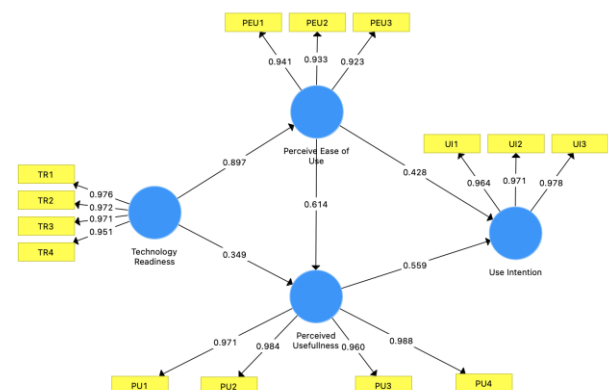 PEU1 PEU2 PEU3
0.941 0.933 0.923
Perceive Ease of
Use
UI1 UI2 UI3
0.964 0.971 0.978
0.897
0.428
0.614
TR1
TR2
TR3
TR4
0.976
0.972
0.971
0.951
Technology
Readiness
0.349
0.559
Use Intention
Perceived
Usefullness
0.971 0.984 0.960 0.988
PU1 PU2 PU3 PU4